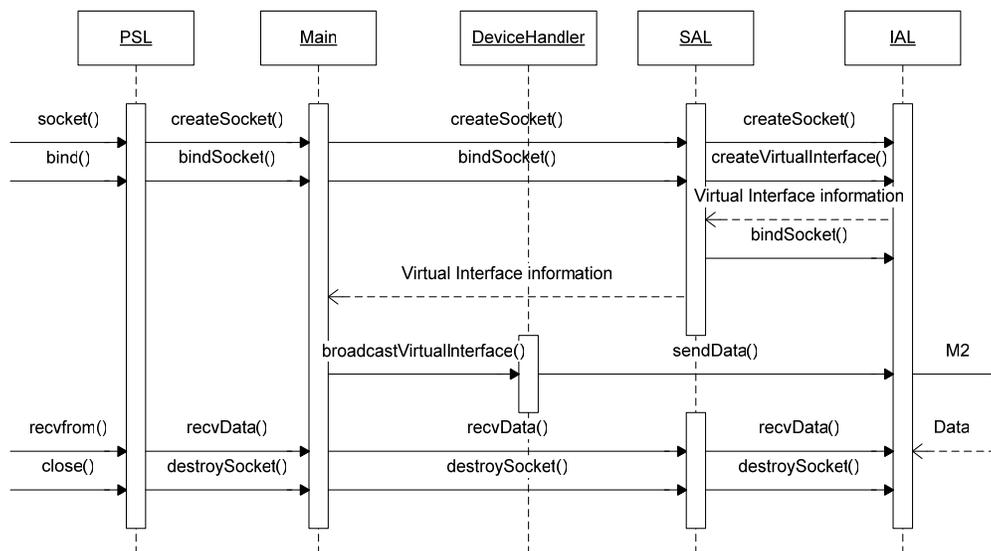 PSL
Main
DeviceHandler
SAL
IAL
socket()
createSocket()
createSocket()
createSocket()
bind()
bindSocket()
bindSocket()
createVirtualInterface()
Virtual Interface information
bindSocket()
Virtual Interface information
broadcastVirtualInterface()
sendData()
M2
recvfrom()
recvData()
recvData()
recvData()
Data
close()
destroySocket()
destroySocket()
destroySocket()